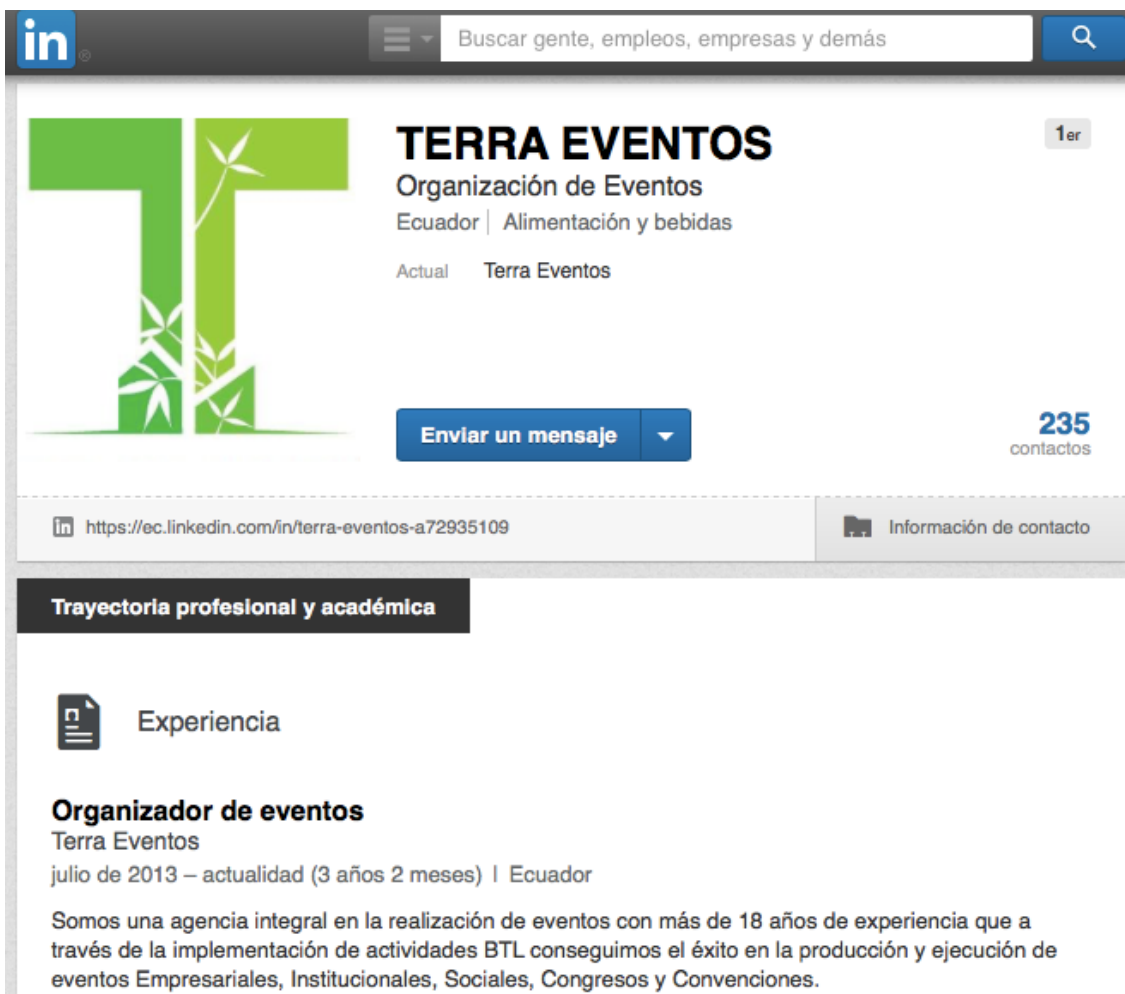 in
Buscar gente, empleos, empresas y demás
TERRA EVENTOS
1er
Organización de Eventos
Ecuador | Alimentación y bebidas
Actual Terra Eventos
Enviar un mensaje
235
contactos
in https://ec.linkedin.com/in/terra-eventos-a72935109
Información de contacto
Trayectoria profesional y académica
Experiencia
Organizador de eventos
Terra Eventos
julio de 2013 – actualidad (3 años 2 meses) | Ecuador
Somos una agencia integral en la realización de eventos con más de 18 años de experiencia que a
través de la implementación de actividades BTL conseguimos el éxito en la producción y ejecución de
eventos Empresariales, Institucionales, Sociales, Congresos y Convenciones.